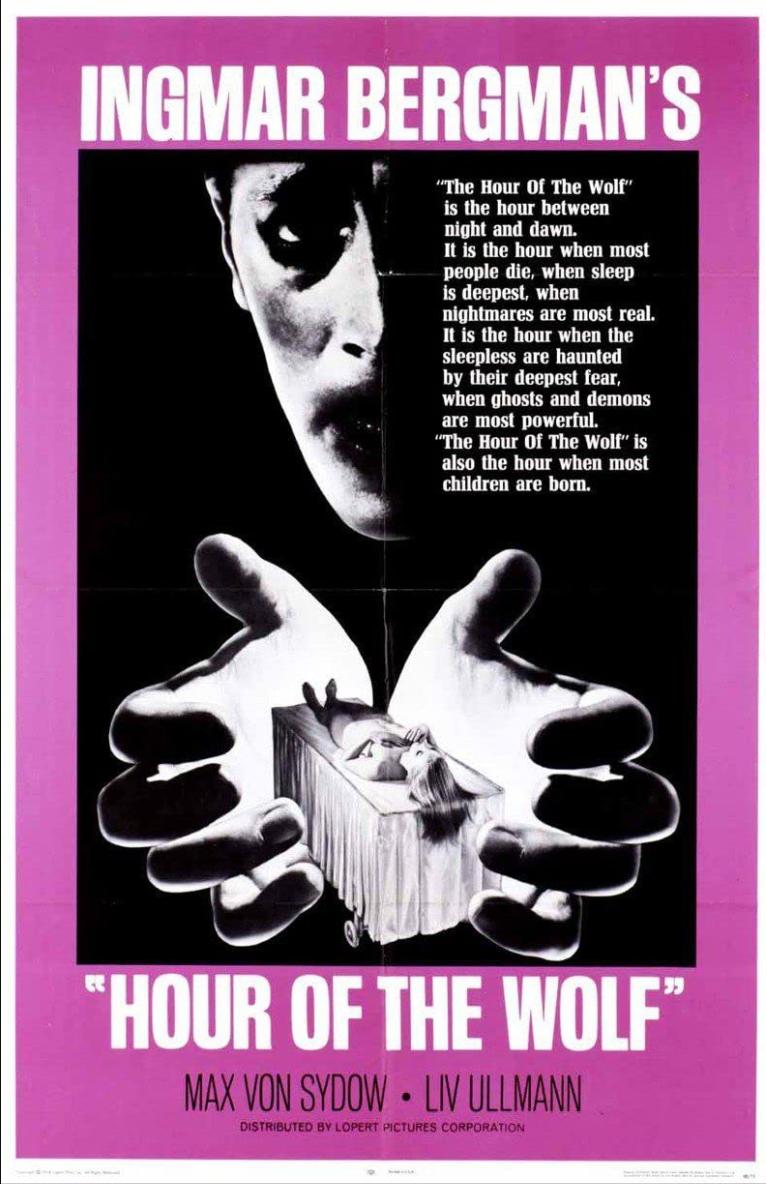 INGMAR BERGMAN'S
"The Hour Of The Wolf"
is the hour between
night and dawn.
It is the hour when most
people die, when sleep
is deepest, when
nightmares are most real.
It is the hour when the
sleepless are haunted
by their deepest fear,
when ghosts and demons
are most powerful.
"The Hour Of The Wolf" is
also the hour when most
children are born.
"HOUR OF THE WOLF"
MAX VON SYDOW • LIV ULLMANN
DISTRIBUTED BY LOPERT PICTURES CORPORATION